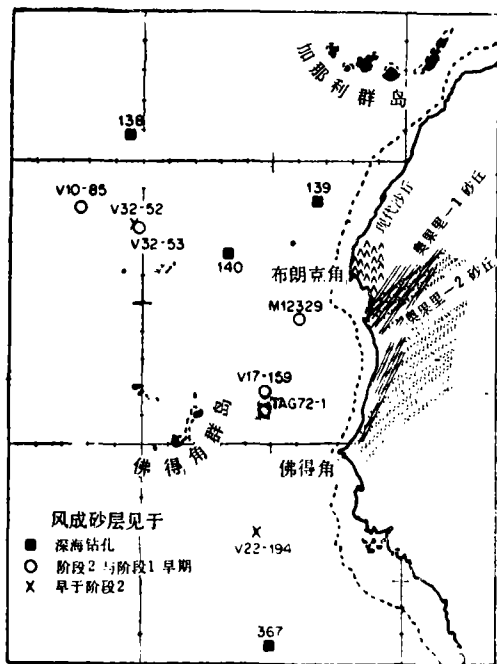 加那利群岛
138
V10-85
139
V32-52
V32-53
现代沙丘
奥果里-1砂丘
140
布朗克角
奥果里-2砂丘
M12329
V17-159
TAG72-1
佛得角群岛
佛得角
风成砂层见于
深海钻孔
阶段2与阶段1早期
X 早于阶段2
V22-194
367